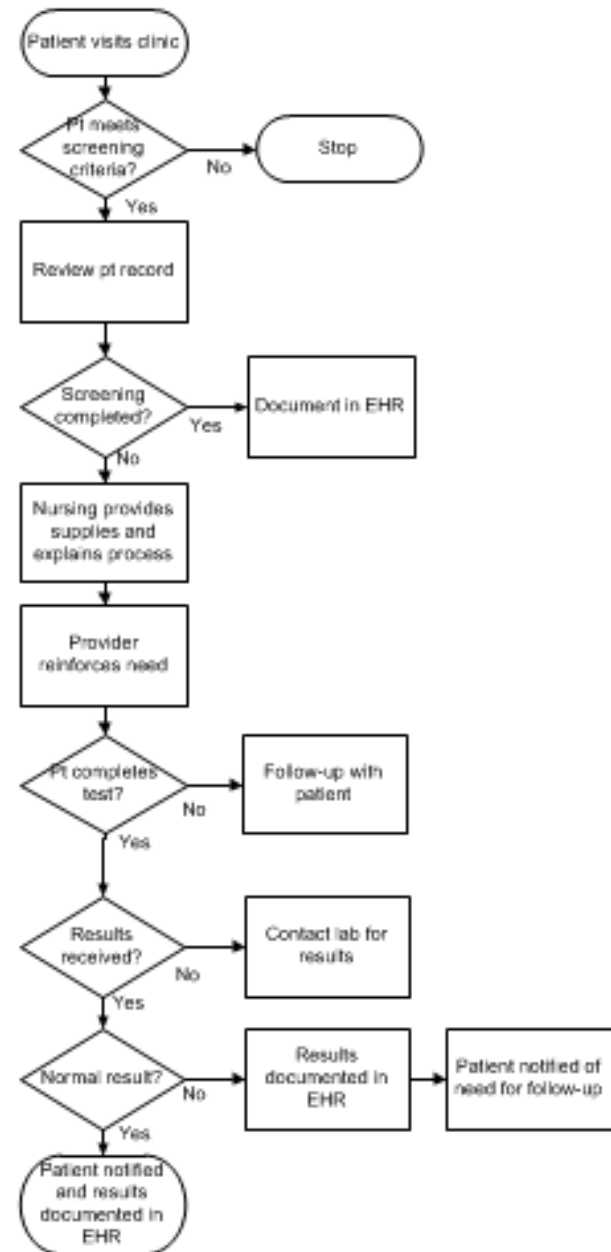 Patient visits clinic
Pt meets
screening
criteria?
No
Stop
Yes
Review pt record
Screening
completed?
Yes
Document in EHR
No
Nursing provides
supplies and
explains process
Provider
reinforces need
Pt completes
test?
No
Follow-up with
patient
Yes
Results
received?
No
Contact lab for
results
Yes
Normal result?
No
Results
documented in
EHR
Patient notified of
need for follow-up
Yes
Patient notified
and results
documented in
EHR